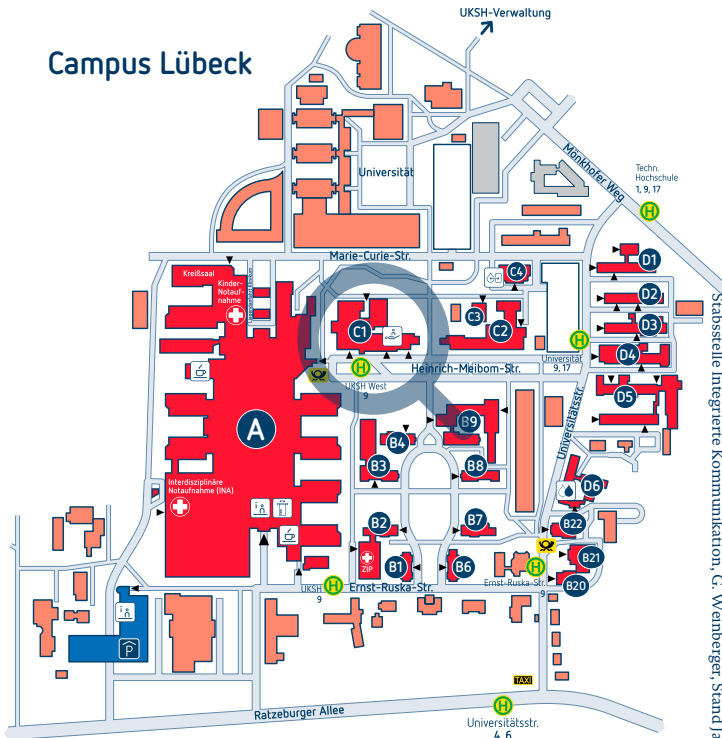 UKSH-Verwaltung
Campus Lübeck
Universität
Mönkhofer Weg
Techn.
Hochschule
1, 9, 17
H
Marie-Curie-Str.
Kreißsaal
Kinder-
Notauf-
nahme
C4
D1
D2
C3
C1
C2
D3
H
Universität
9, 17
D4
H
UKSH West
9
Heinrich-Meibom-Str.
D5
Universitätsstr.
A
B9
B4
B3
B8
D6
Interdisziplinäre
Notaufnahme (INA)
i
B2
B7
B22
B21
ZIP
B1
B6
H
Ernst-Ruska-Str.
9
B20
UKSH
9
H
Ernst-Ruska-Str.
i
P
TAXI
Ratzeburger Allee
H
Universitätsstr.
4, 6
Stabsstelle Integrierte Kommunikation, G. Weinberger, Stand Ja